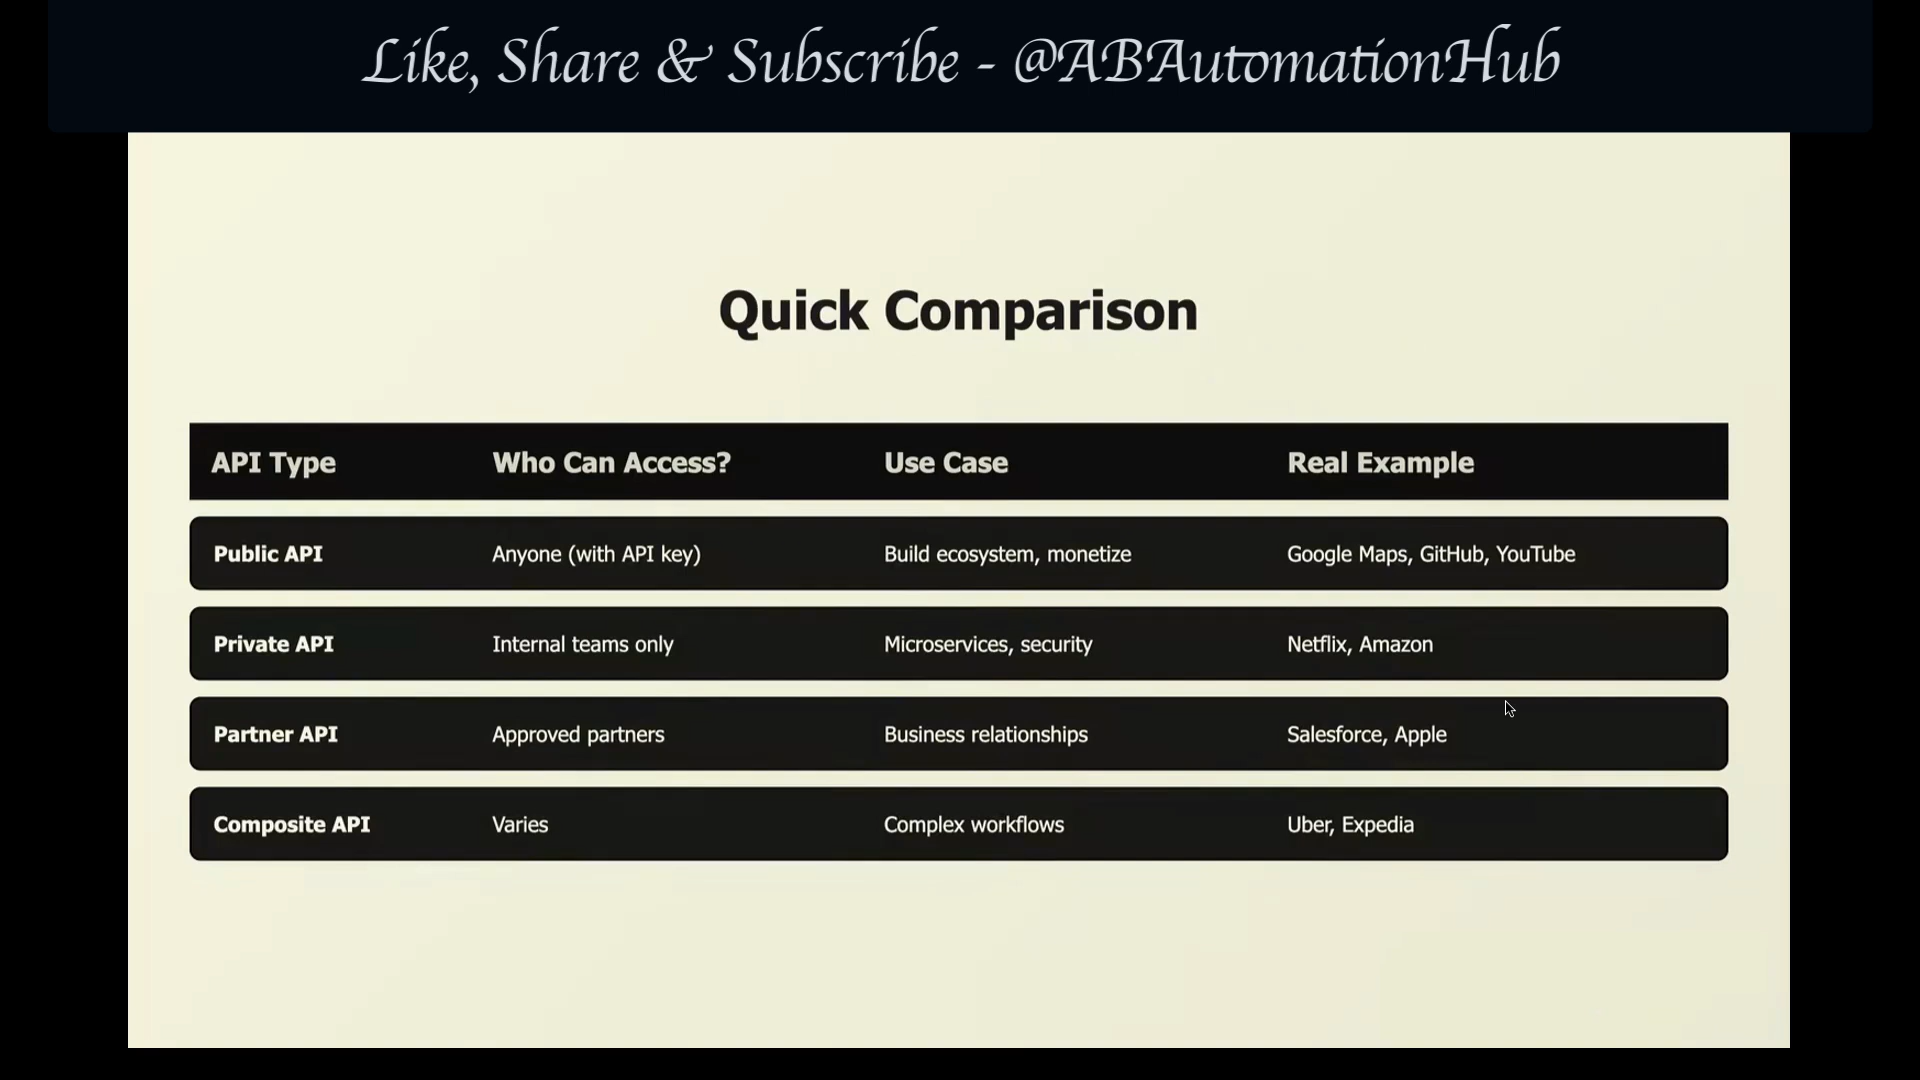 Like, Share & Subscribe - @ABAutomationHub
Quick Comparison
API Type Who Can Access? Use Case Real Example
Public API Anyone (with API key) Build ecosystem, monetize Google Maps, GitHub, YouTube
Private API Internal teams only Microservices, security Netflix, Amazon
Partner API Approved partners Business relationships Salesforce, Apple
Composite API Varies Complex workflows Uber, Expedia